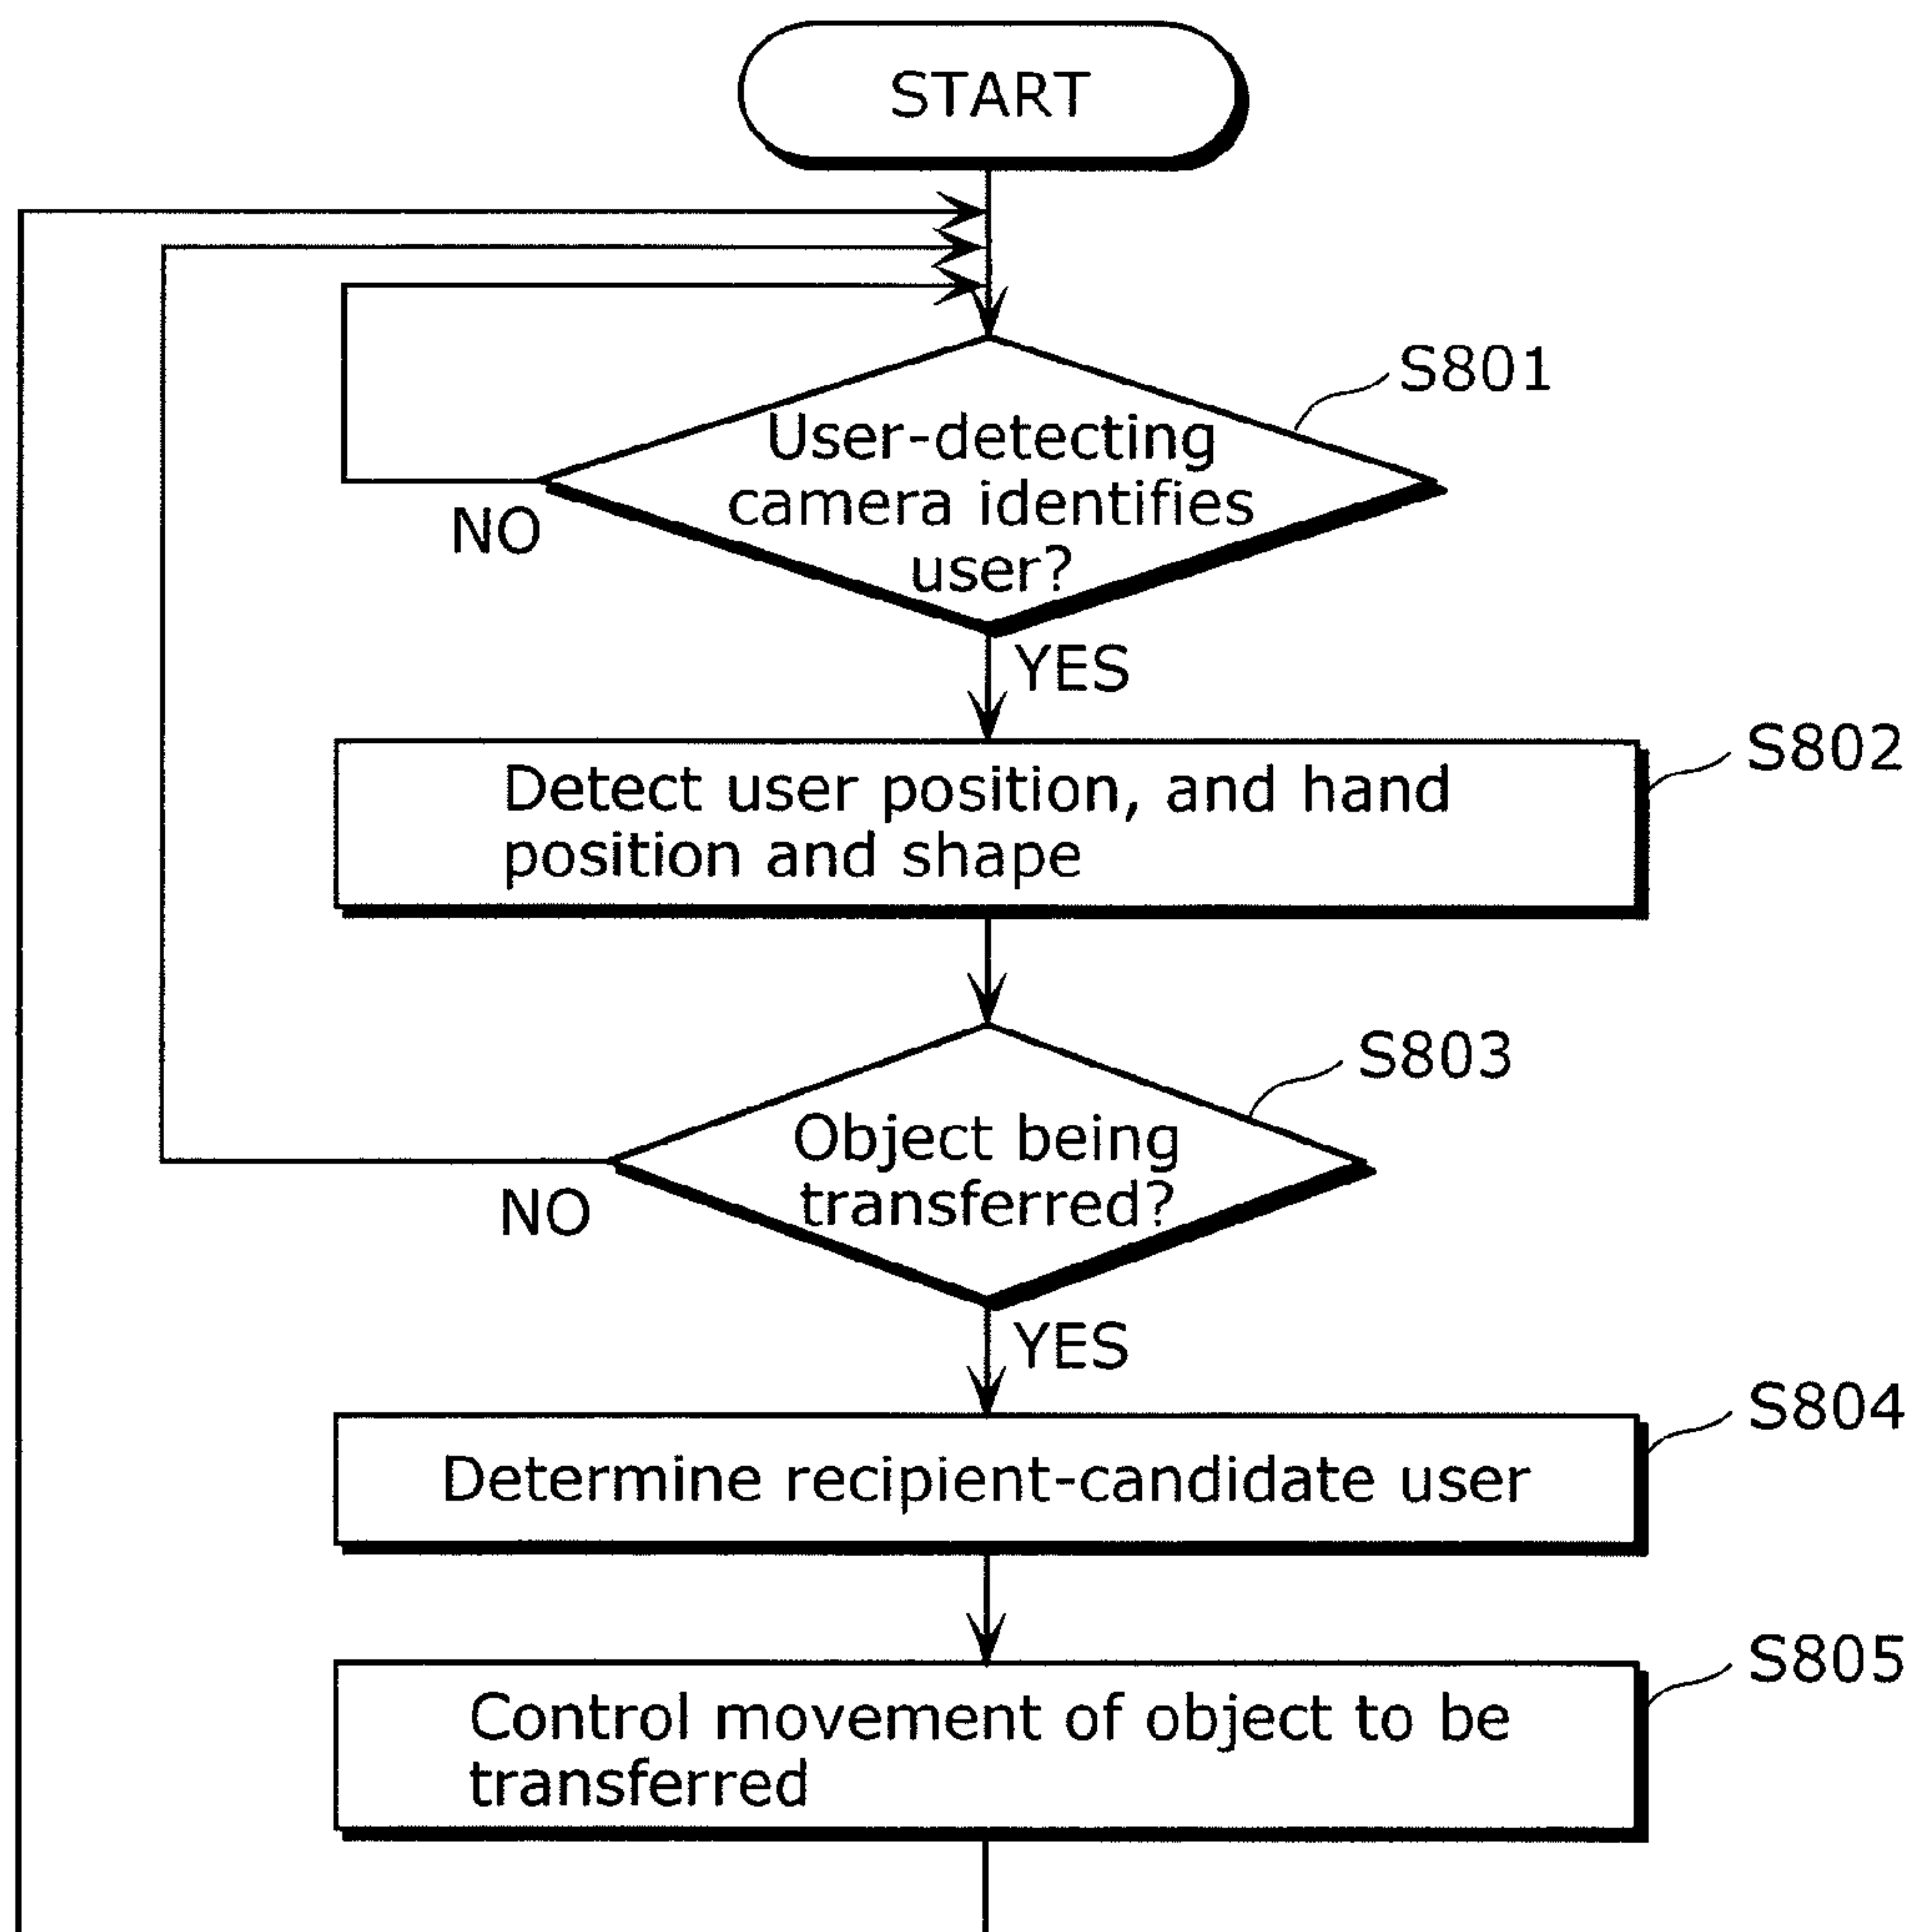 START
S801
User-detecting
camera identifies
user?
NO
YES
S802
Detect user position, and hand
position and shape
S803
Object being
transferred?
NO
YES
S804
Determine recipient-candidate user
S805
Control movement of object to be
transferred